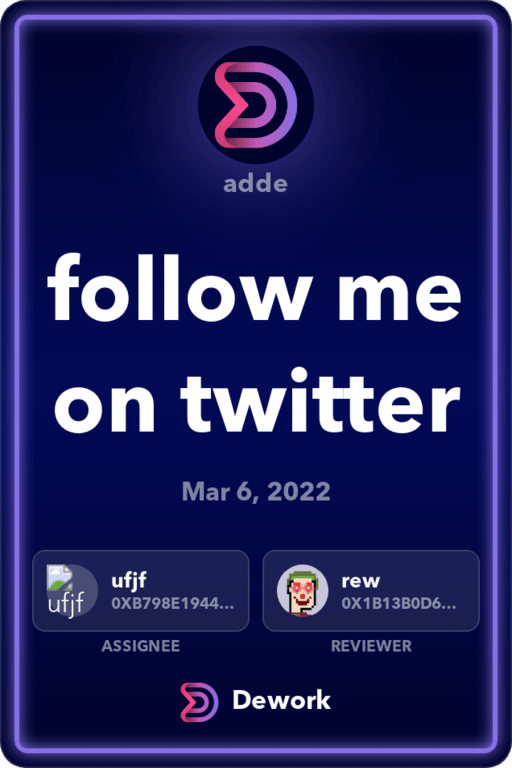 adde
follow me
on twitter
Mar 6, 2022
ufjf
ufjf
0XB798E1944...
rew
0X1B13B0D6...
ASSIGNEE
REVIEWER
Dework